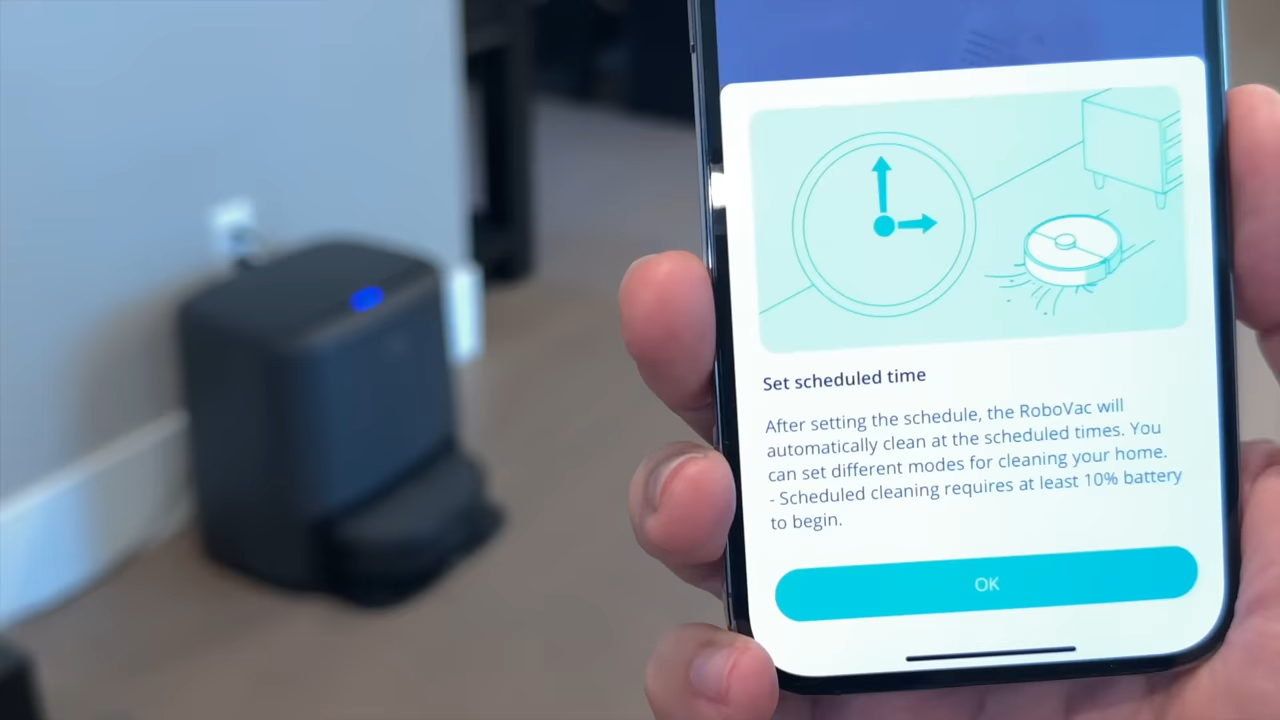 Set scheduled time
After setting the schedule, the RoboVac will
automatically clean at the scheduled times. You
can set different modes for cleaning your home.
- Scheduled cleaning requires at least 10% battery
to begin.
OK